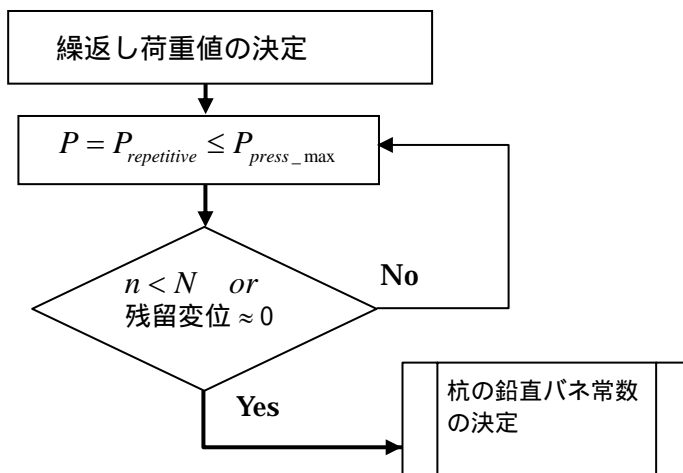 繰返し荷重値の決定
P = P_repetitive ≤ P_press_max
n < N or
残留変位 ≈ 0
No
Yes
杭の鉛直バネ常数
の決定